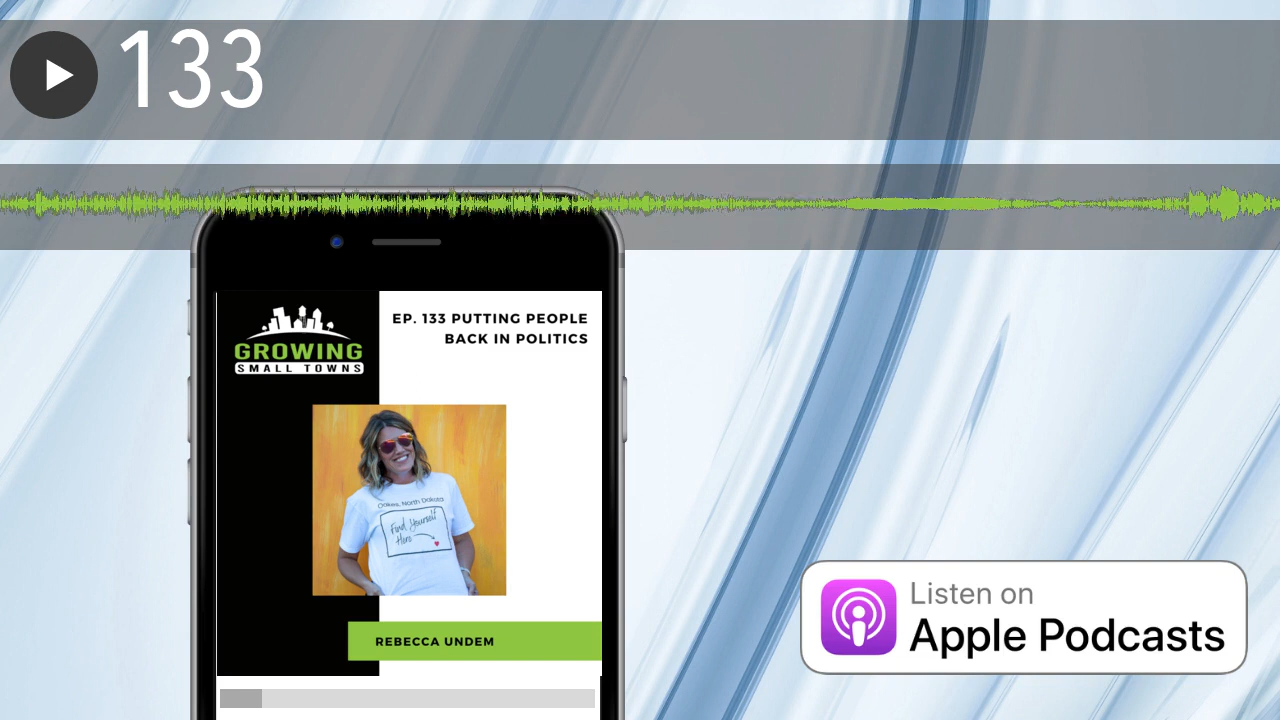 133
EP. 133 PUTTING PEOPLE
BACK IN POLITICS
GROWING
SMALL TOWNS
Oakes, North Dakota
Find Yourself
Here
REBECCA UNDEM
Listen on
Apple Podcasts